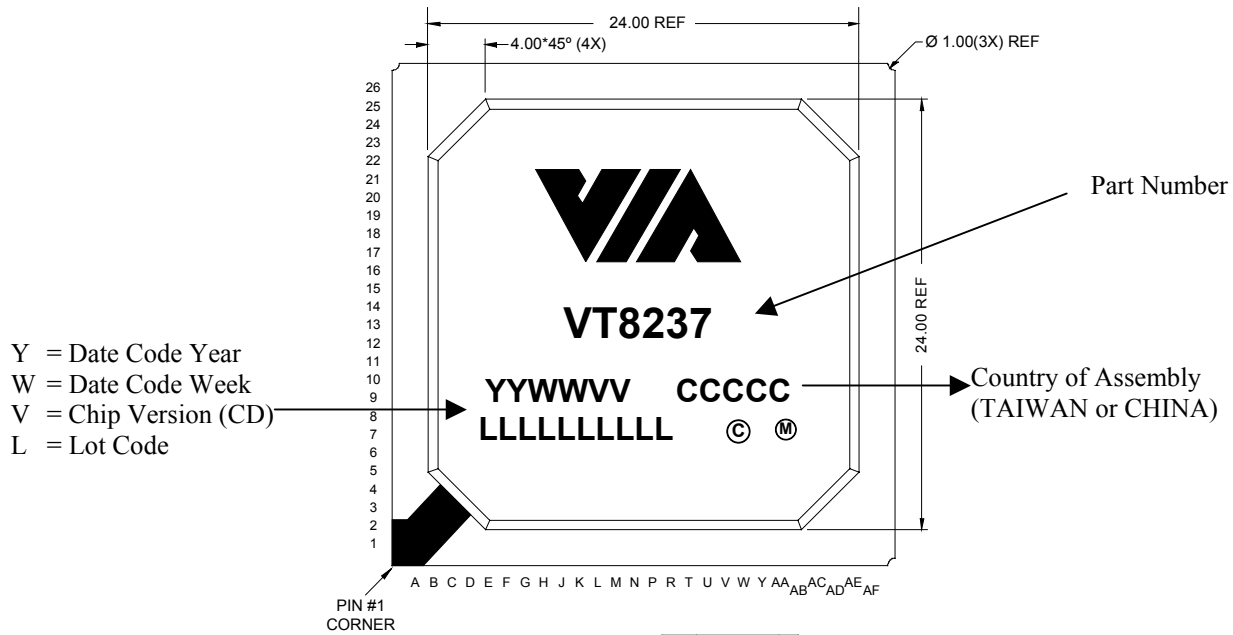 24.00 REF
4.00*45º (4X)
Ø 1.00(3X) REF
26
25
24
23
22
21
20
19
18
17
16
15
14
13
12
11
10
9
8
7
6
5
4
3
2
1
VIA
Part Number
VT8237
24.00 REF
Y = Date Code Year
W = Date Code Week
V = Chip Version (CD)
L = Lot Code
YYWWVV CCCCC
LLLLLLLLLL Ⓒ Ⓜ
Country of Assembly
(TAIWAN or CHINA)
A B C D E F G H J K L M N P R T U V W Y AA AB AC AD AE AF
PIN #1
CORNER